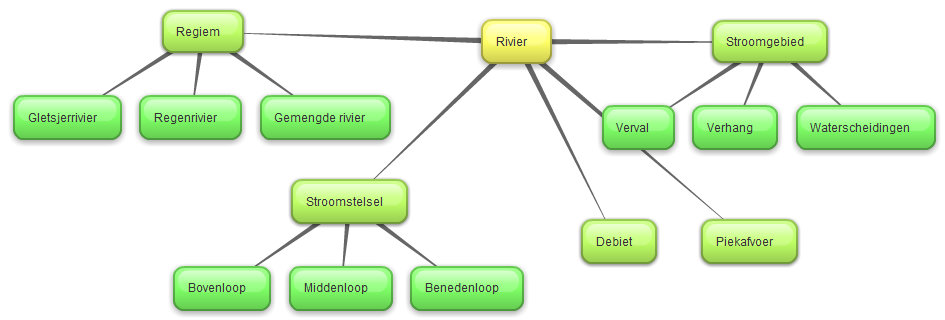 Regiem
Rivier
Stroomgebied
Gletsjerrivier
Regenrivier
Gemengde rivier
Verval
Verhang
Waterscheidingen
Stroomstelsel
Debiet
Piekafvoer
Bovenloop
Middenloop
Benedenloop